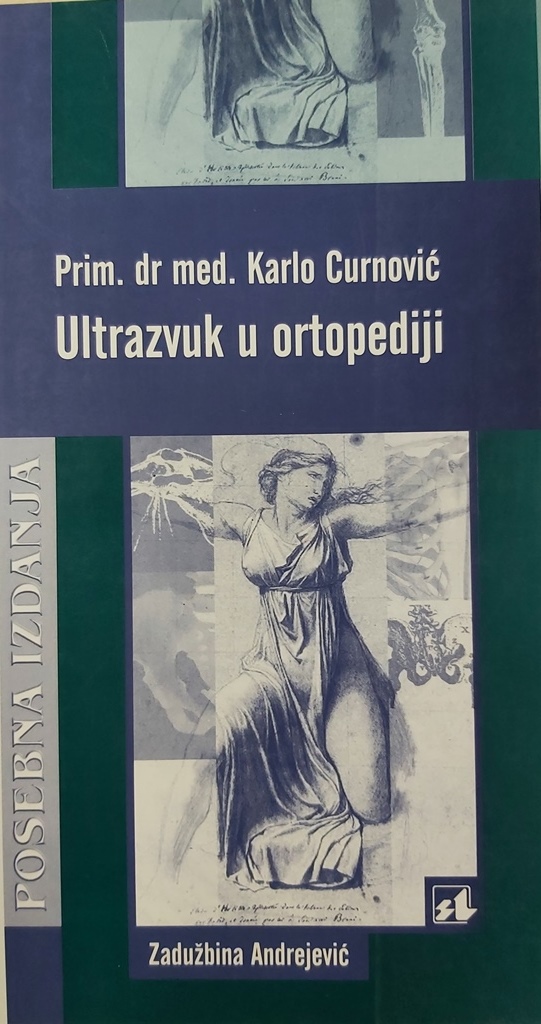 Prim. dr med. Karlo Curnović
Ultrazvuk u ortopediji
POSEBNA IZDANJA
Zadužbina Andrejević